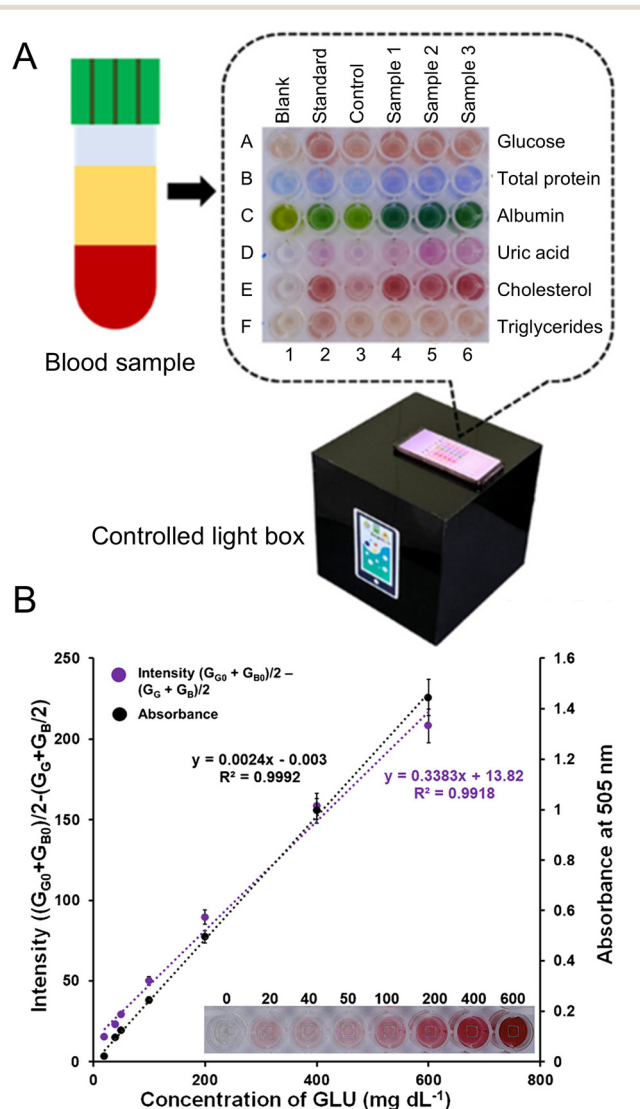 A
Blank
Standard
Control
Sample 1
Sample 2
Sample 3
A
Glucose
B
Total protein
C
Albumin
D
Uric acid
E
Cholesterol
F
Triglycerides
1 2 3 4 5 6
Blood sample
Controlled light box
B
Intensity ((G_G0+G_B0)/2-(G_G+G_B/2)
250
200
150
100
50
0
Intensity (G_G0 + G_B0)/2 –
(G_G + G_B)/2
Absorbance
y = 0.0024x - 0.003
R² = 0.9992
y = 0.3383x + 13.82
R² = 0.9918
0 20 40 50 100 200 400 600
1.6
1.4
1.2
1
0.8
0.6
0.4
0.2
0
Absorbance at 505 nm
0 200 400 600 800
Concentration of GLU (mg dL⁻¹)